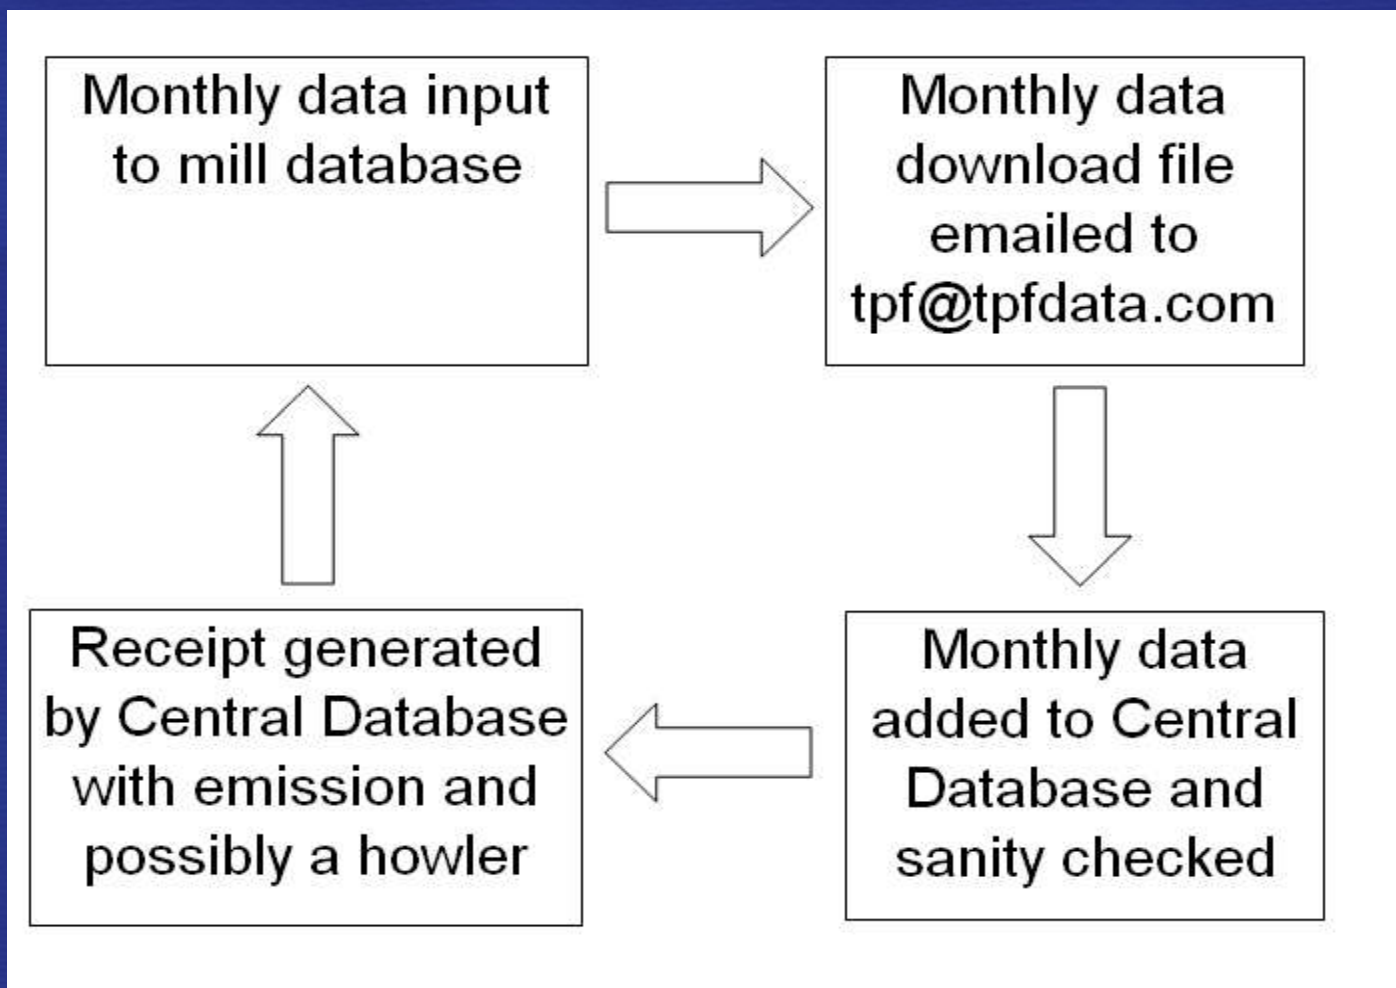 Monthly data input
to mill database
Monthly data
download file
emailed to
tpf@tpfdata.com
Monthly data
added to Central
Database and
sanity checked
Receipt generated
by Central Database
with emission and
possibly a howler